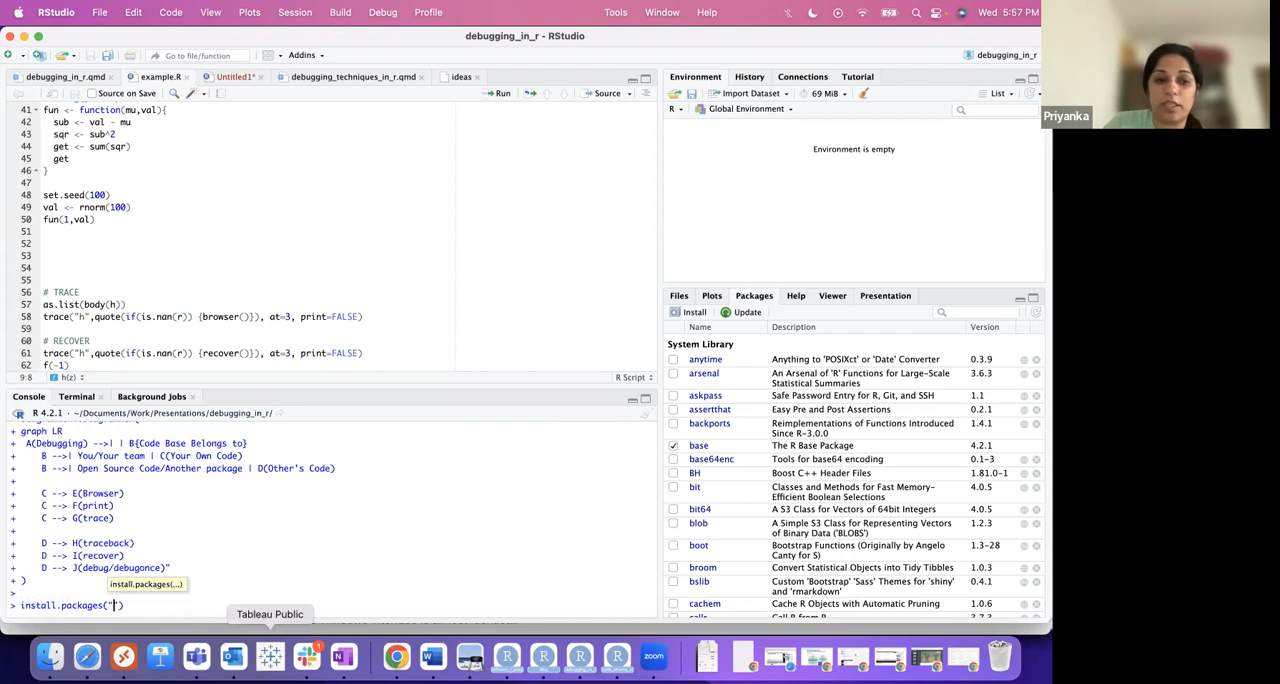 RStudio File Edit Code View Plots Session Build Debug Profile Tools Window Help Wed 5:57 PM
debugging_in_r - RStudio
Go to file/function Addins debugging_in_r
debugging_in_r.qmd example.R Untitled1* debugging_techniques_in_r.qmd ideas
Source on Save Run Source
41 fun <- function(mu,val){
42 sub <- val - mu
43 sqr <- sub^2
44 get <- sum(sqr)
45 get
46 }
47
48 set.seed(100)
49 val <- rnorm(100)
50 fun(1,val)
51
52
53
54
55
56 # TRACE
57 as.list(body(h))
58 trace("h",quote(if(is.nan(r)) {browser()}), at=3, print=FALSE)
59
60 # RECOVER
61 trace("h",quote(if(is.nan(r)) {recover()}), at=3, print=FALSE)
62 f(-1)
9:8 h(z) R Script
Console Terminal Background Jobs
R 4.2.1 · ~/Documents/Work/Presentations/debugging_in_r/
+ graph LR
+ A(Debugging) -->| | B{Code Base Belongs to}
+ B -->| You/Your team | C(Your Own Code)
+ B -->| Open Source Code/Another package | D(Other's Code)
+
+ C --> E(Browser)
+ C --> F(print)
+ C --> G(trace)
+
+ D --> H(traceback)
+ D --> I(recover)
+ D --> J(debug/debugonce)"
+ )
install.packages(...)
>
> install.packages("")
Tableau Public
Environment History Connections Tutorial
Import Dataset 69 MiB List
R Global Environment
Environment is empty
Files Plots Packages Help Viewer Presentation
Install Update
Name Description Version
System Library
anytime Anything to 'POSIXct' or 'Date' Converter 0.3.9
arsenal An Arsenal of 'R' Functions for Large-Scale Statistical Summaries 3.6.3
askpass Safe Password Entry for R, Git, and SSH 1.1
assertthat Easy Pre and Post Assertions 0.2.1
backports Reimplementations of Functions Introduced Since R-3.0.0 1.4.1
base The R Base Package 4.2.1
base64enc Tools for base64 encoding 0.1-3
BH Boost C++ Header Files 1.81.0-1
bit Classes and Methods for Fast Memory-Efficient Boolean Selections 4.0.5
bit64 A S3 Class for Vectors of 64bit Integers 4.0.5
blob A Simple S3 Class for Representing Vectors of Binary Data ('BLOBS') 1.2.3
boot Bootstrap Functions (Originally by Angelo Canty for S) 1.3-28
broom Convert Statistical Objects into Tidy Tibbles 1.0.3
bslib Custom 'Bootstrap' 'Sass' Themes for 'shiny' and 'rmarkdown' 0.4.1
cachem Cache R Objects with Automatic Pruning 1.0.6
Priyanka
zoom